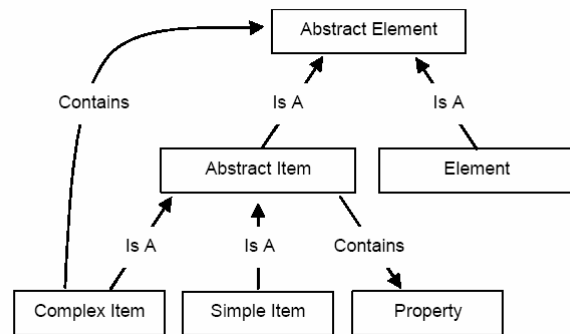 Abstract Element
Contains
Is A
Is A
Abstract Item
Element
Is A
Is A
Contains
Complex Item
Simple Item
Property